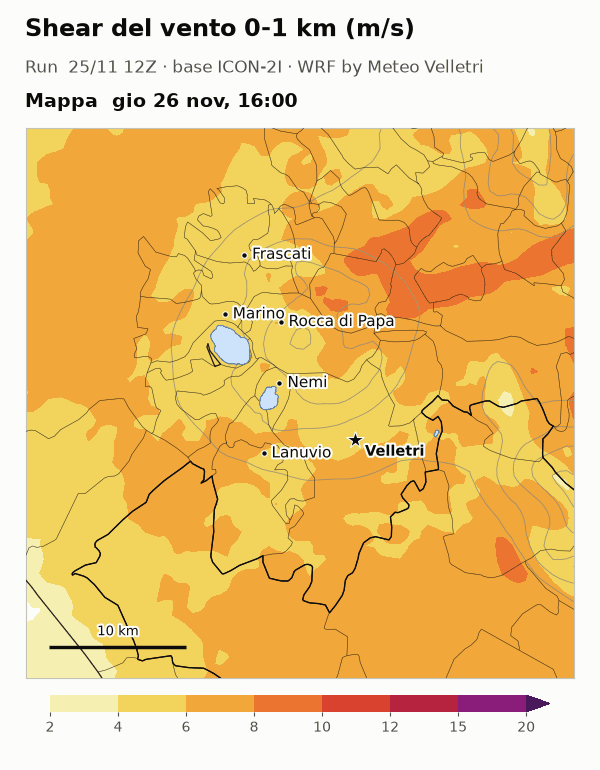 Shear del vento 0-1 km (m/s)
Run  25/11 12Z · base ICON-2I · WRF by Meteo Velletri
Mappa  gio 26 nov, 16:00
Frascati
Marino
Rocca di Papa
Nemi
Velletri
Lanuvio
10 km
2 4 6 8 10 12 15 20